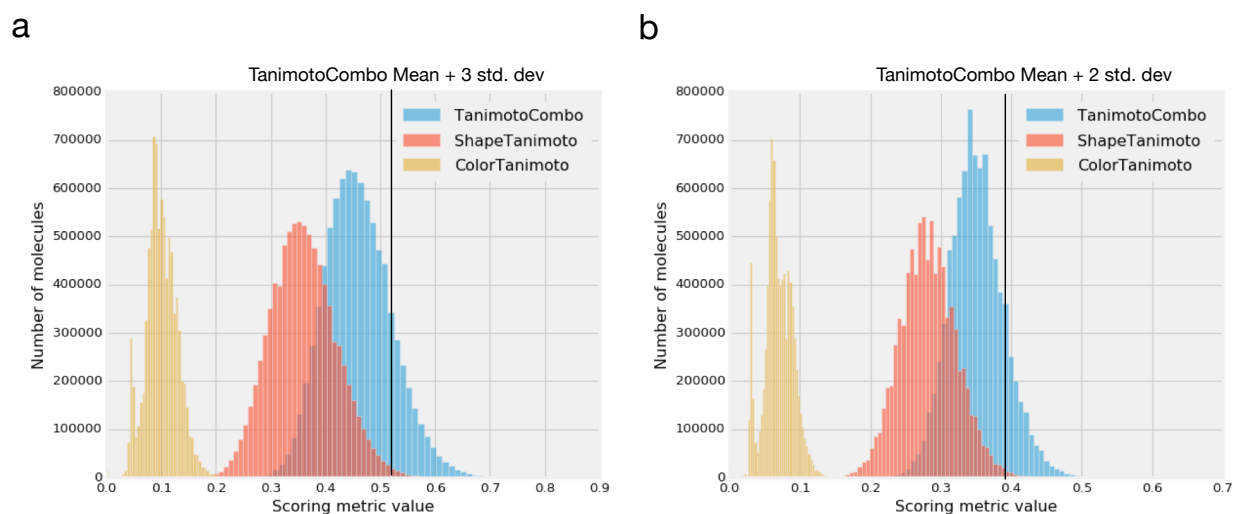 a
TanimotoCombo Mean + 3 std. dev
800000
700000
600000
500000
400000
300000
200000
100000
0
Number of molecules
TanimotoCombo
ShapeTanimoto
ColorTanimoto
0.0 0.1 0.2 0.3 0.4 0.5 0.6 0.7 0.8 0.9
Scoring metric value
b
TanimotoCombo Mean + 2 std. dev
800000
700000
600000
500000
400000
300000
200000
100000
0
Number of molecules
TanimotoCombo
ShapeTanimoto
ColorTanimoto
0.0 0.1 0.2 0.3 0.4 0.5 0.6 0.7
Scoring metric value